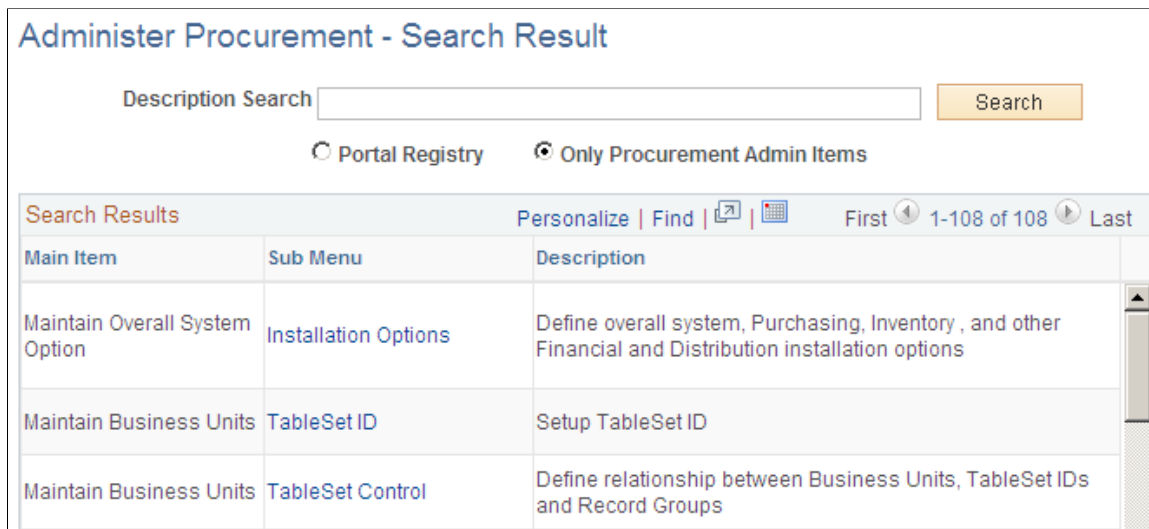 Administer Procurement - Search Result
Description Search
Search
Portal Registry
Only Procurement Admin Items
Search Results
Personalize | Find | |
First 1-108 of 108 Last
Main Item Sub Menu Description
Maintain Overall System
Option
Installation Options
Define overall system, Purchasing, Inventory , and other
Financial and Distribution installation options
Maintain Business Units
TableSet ID
Setup TableSet ID
Maintain Business Units
TableSet Control
Define relationship between Business Units, TableSet IDs
and Record Groups